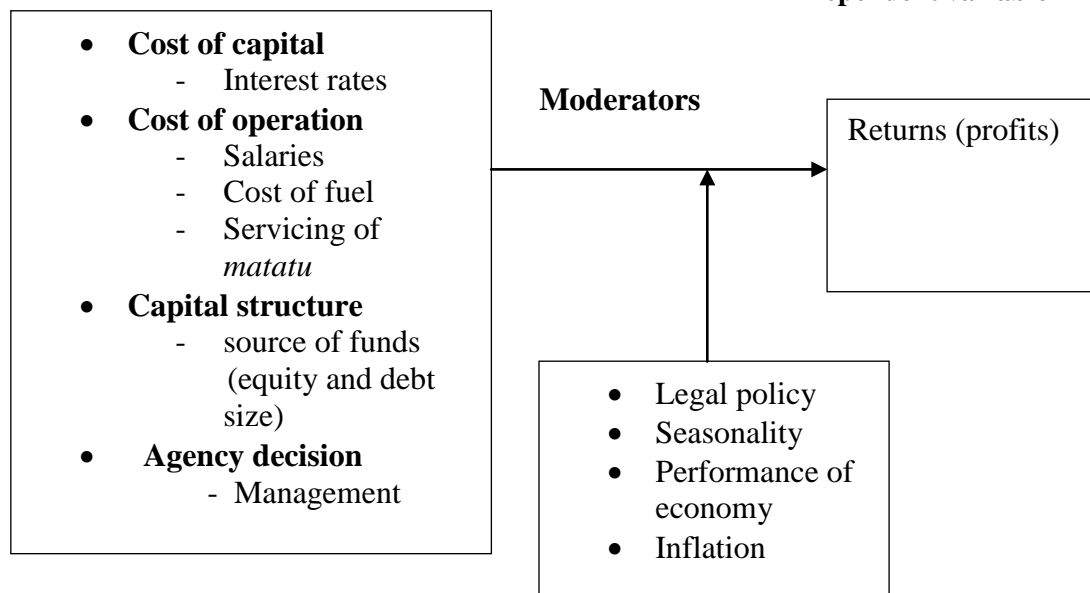 • Cost of capital
- Interest rates
• Cost of operation
- Salaries
- Cost of fuel
- Servicing of
matatu
• Capital structure
- source of funds
(equity and debt
size)
• Agency decision
- Management
Moderators
Returns (profits)
• Legal policy
• Seasonality
• Performance of
economy
• Inflation